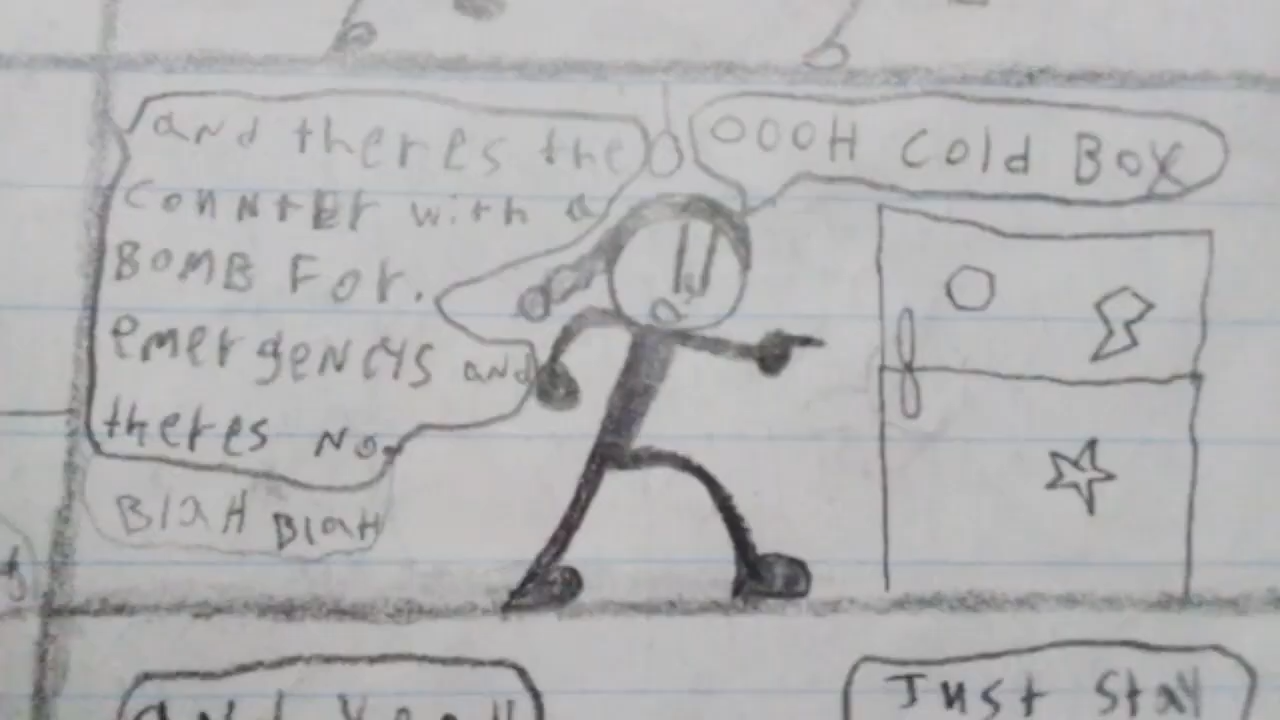 and theres the
counter with a
BOMB For.
emergencys and
theres No.
Blah Blah
OOOH Cold Box
Just Stay